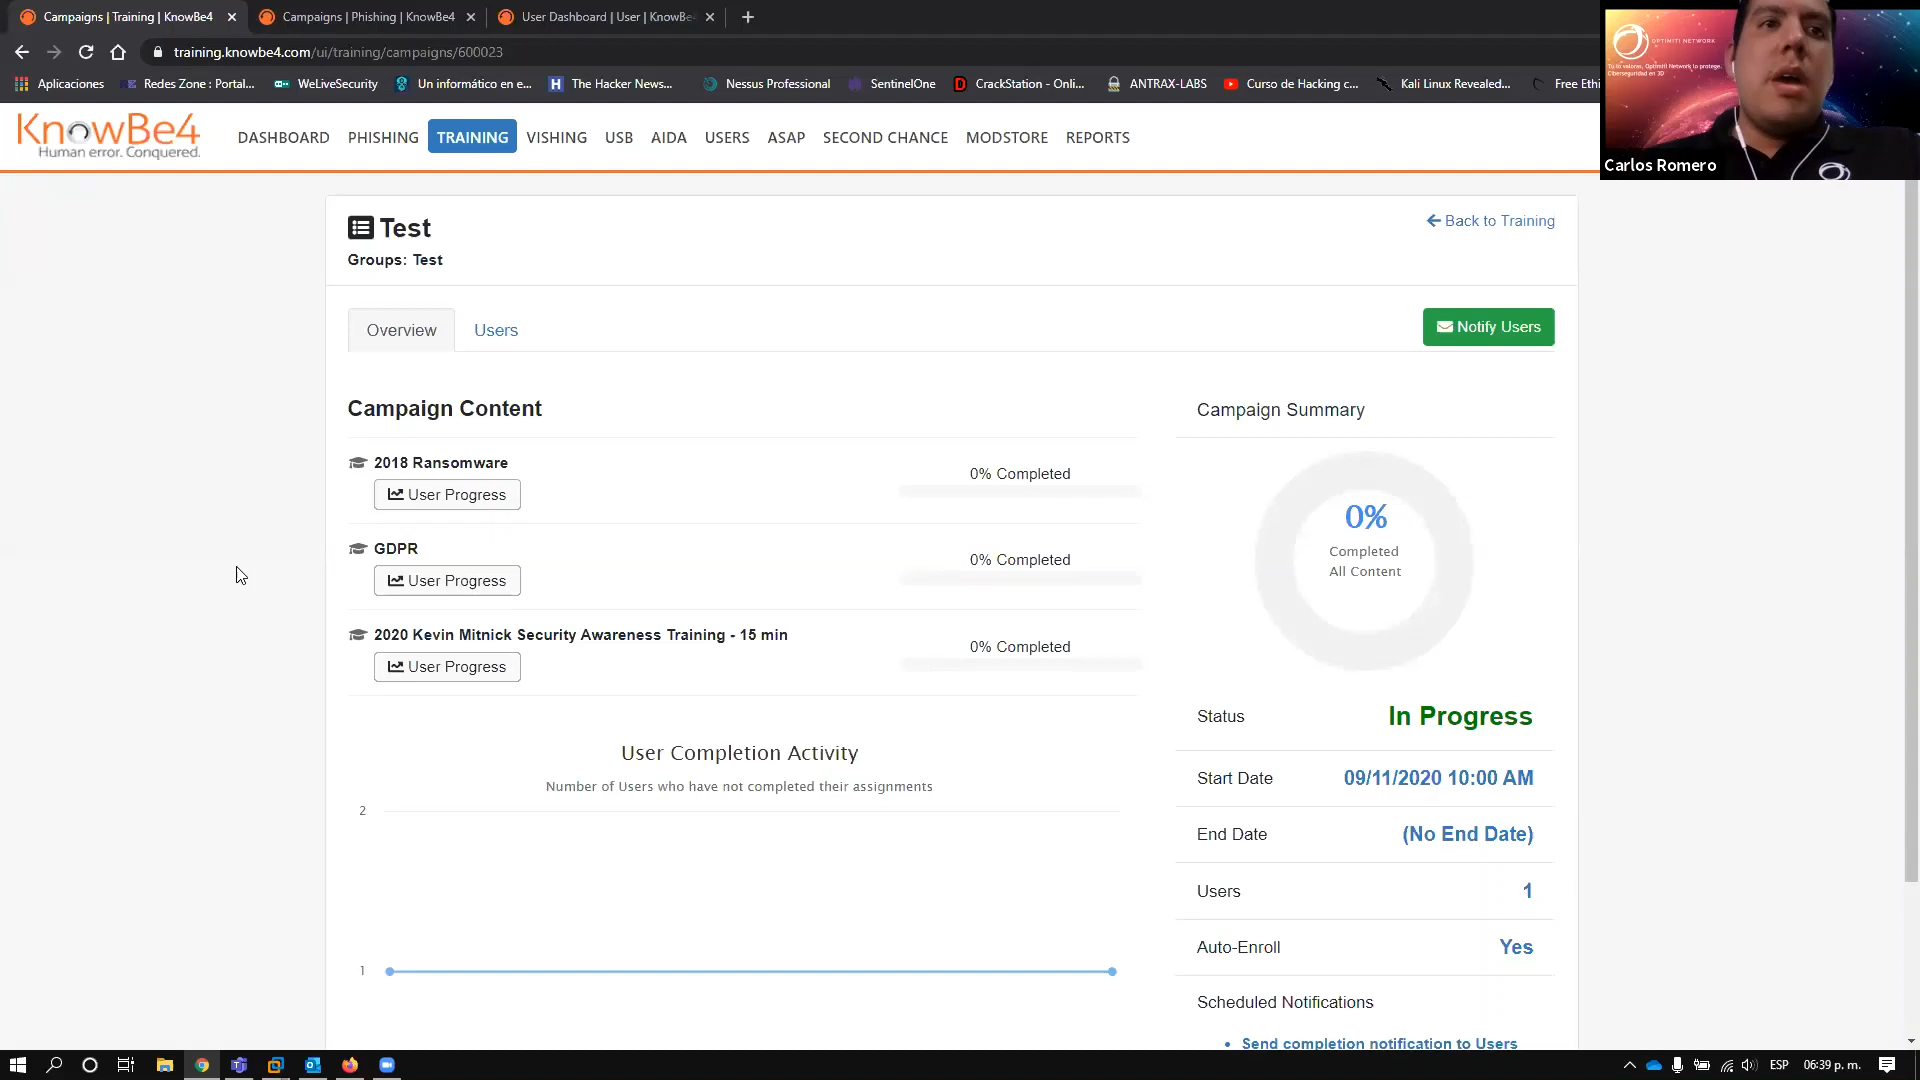 Campaigns | Training | KnowBe4
Campaigns | Phishing | KnowBe4
User Dashboard | User | KnowBe
training.knowbe4.com/ui/training/campaigns/600023
Aplicaciones
Redes Zone : Portal...
WeLiveSecurity
Un informático en e...
The Hacker News...
Nessus Professional
SentinelOne
CrackStation - Onli...
ANTRAX-LABS
Curso de Hacking c...
Kali Linux Revealed...
Free Ethi
OPTIMITI NETWORK
Ciberseguridad en 3D
Carlos Romero
KnowBe4
Human error. Conquered.
DASHBOARD
PHISHING
TRAINING
VISHING
USB
AIDA
USERS
ASAP
SECOND CHANCE
MODSTORE
REPORTS
Test
Back to Training
Groups: Test
Overview
Users
Notify Users
Campaign Content
2018 Ransomware
User Progress
0% Completed
GDPR
User Progress
0% Completed
2020 Kevin Mitnick Security Awareness Training - 15 min
User Progress
0% Completed
User Completion Activity
Number of Users who have not completed their assignments
2
1
Campaign Summary
0%
Completed
All Content
Status
In Progress
Start Date
09/11/2020 10:00 AM
End Date
(No End Date)
Users
1
Auto-Enroll
Yes
Scheduled Notifications
Send completion notification to Users
ESP
06:39 p. m.